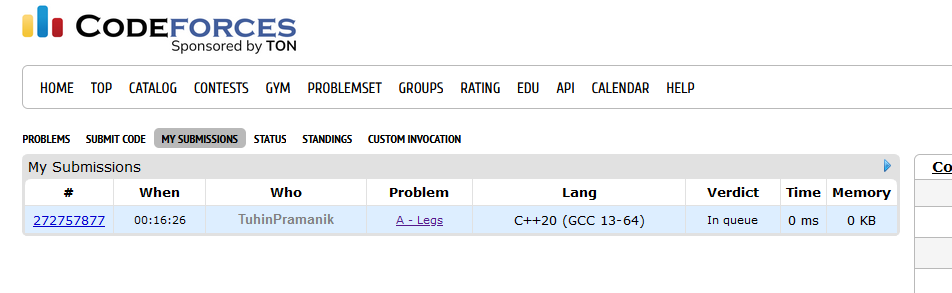 CODEFORCES
Sponsored by TON
HOME TOP CATALOG CONTESTS GYM PROBLEMSET GROUPS RATING EDU API CALENDAR HELP
PROBLEMS SUBMIT CODE MY SUBMISSIONS STATUS STANDINGS CUSTOM INVOCATION
My Submissions
# When Who Problem Lang Verdict Time Memory
272757877 00:16:26 TuhinPramanik A - Legs C++20 (GCC 13-64) In queue 0 ms 0 KB
Co